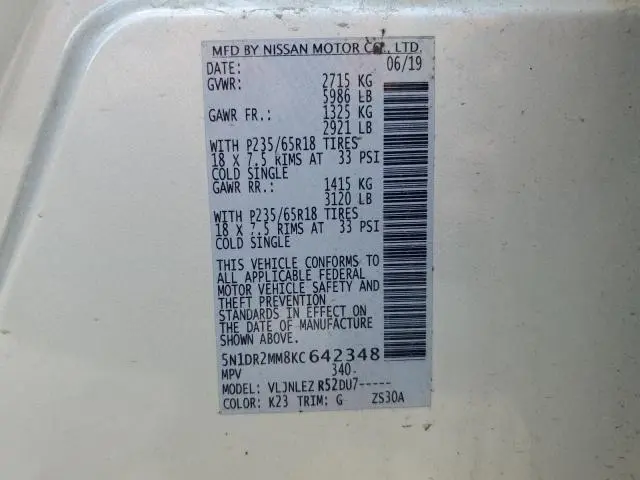 MFD BY NISSAN MOTOR CO., LTD.
DATE: 06/19
GVWR: 2715 KG
5986 LB
GAWR FR.: 1325 KG
2921 LB
WITH P235/65R18 TIRES
18 X 7.5 RIMS AT 33 PSI
COLD SINGLE
GAWR RR.: 1415 KG
3120 LB
WITH P235/65R18 TIRES
18 X 7.5 RIMS AT 33 PSI
COLD SINGLE
THIS VEHICLE CONFORMS TO
ALL APPLICABLE FEDERAL
MOTOR VEHICLE SAFETY AND
THEFT PREVENTION
STANDARDS IN EFFECT ON
THE DATE OF MANUFACTURE
SHOWN ABOVE.
5N1DR2MM8KC642348
MPV 340-
MODEL: VLJNLEZ R52DU7-----
COLOR: K23 TRIM: G ZS30A